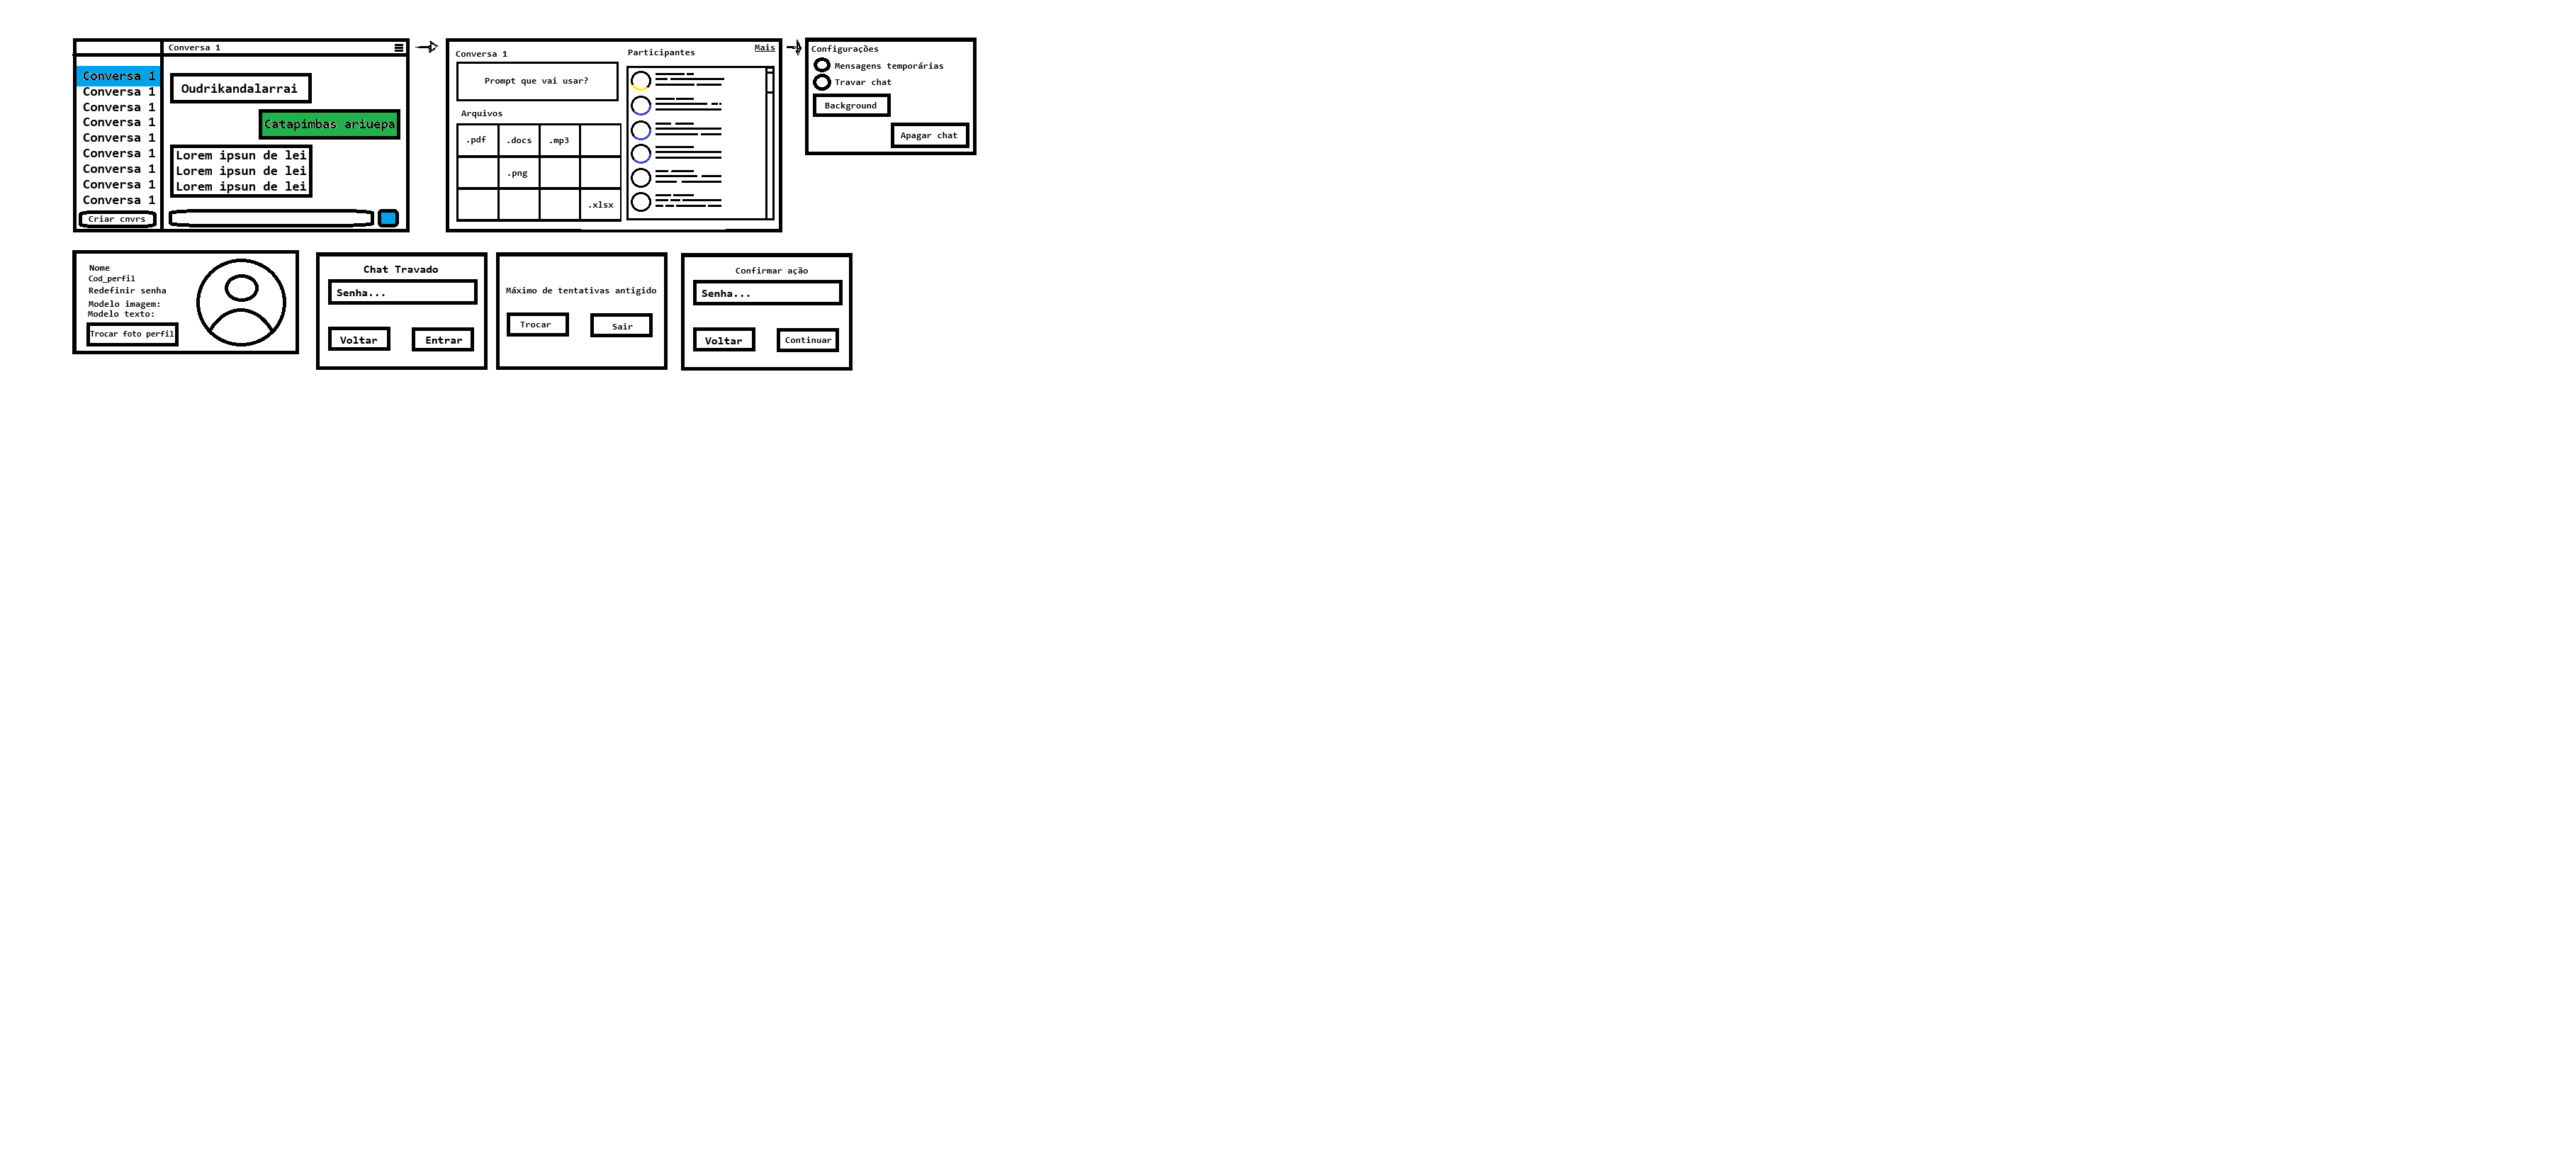 Conversa 1
Conversa 1
Conversa 1
Conversa 1
Conversa 1
Conversa 1
Conversa 1
Conversa 1
Conversa 1
Conversa 1
Criar cnvrs
Oudrikandalarrai
Catapimbas ariuepa
Lorem ipsun de lei
Lorem ipsun de lei
Lorem ipsun de lei
Conversa 1
Prompt que vai usar?
Arquivos
.pdf .docs .mp3
.png
.xlsx
Participantes
Mais
Configurações
Mensagens temporárias
Travar chat
Background
Apagar chat
Nome
Cod_perfil
Redefinir senha
Modelo imagem:
Modelo texto:
Trocar foto perfil
Chat Travado
Senha...
Voltar Entrar
Máximo de tentativas antigido
Trocar Sair
Confirmar ação
Senha...
Voltar Continuar